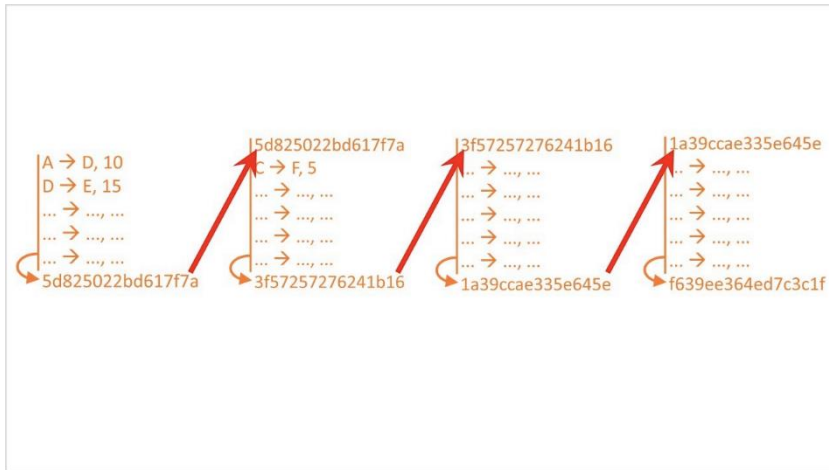 A → D, 10
D → E, 15
... → ..., ...
... → ..., ...
... → ..., ...
5d825022bd617f7a
5d825022bd617f7a
C → F, 5
... → ..., ...
... → ..., ...
... → ..., ...
... → ..., ...
3f57257276241b16
3f57257276241b16
... → ..., ...
... → ..., ...
... → ..., ...
... → ..., ...
... → ..., ...
1a39ccae335e645e
1a39ccae335e645e
... → ..., ...
... → ..., ...
... → ..., ...
... → ..., ...
... → ..., ...
f639ee364ed7c3c1f